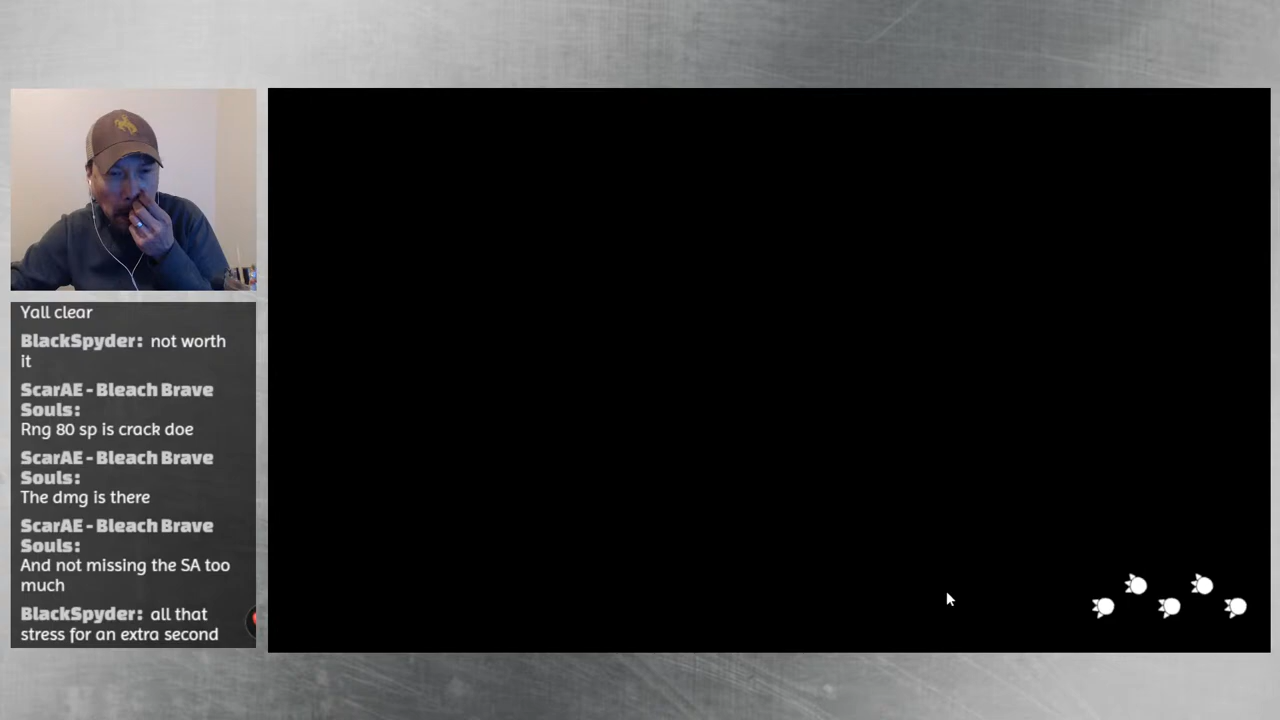 Yall clear
BlackSpyder: not worth
it
ScarAE - Bleach Brave
Souls:
Rng 80 sp is crack doe
ScarAE - Bleach Brave
Souls:
The dmg is there
ScarAE - Bleach Brave
Souls:
And not missing the SA too
much
BlackSpyder: all that
stress for an extra second